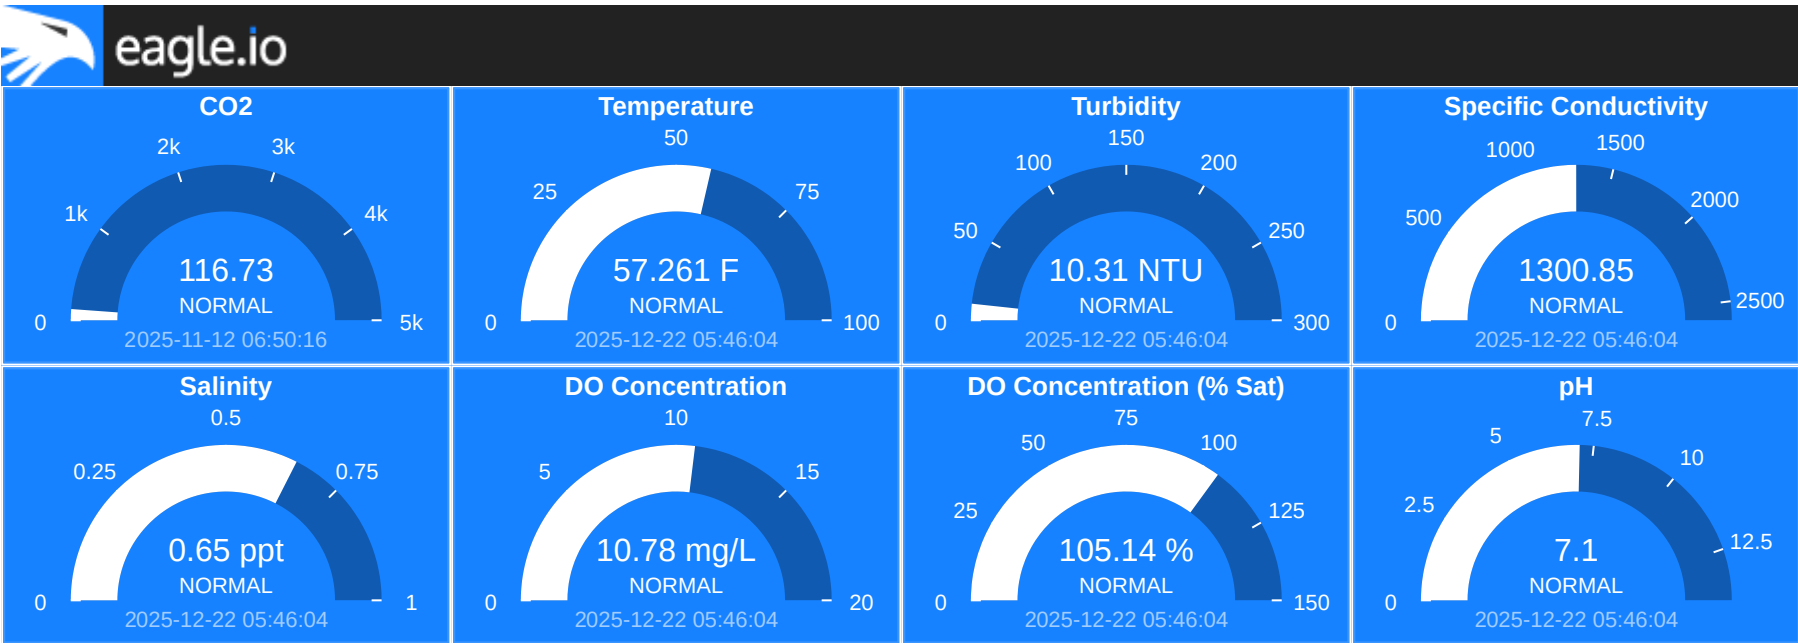 eagle.io
CO2
0
1k
2k
3k
4k
5k
116.73
NORMAL
2025-11-12 06:50:16
Temperature
0
25
50
75
100
57.261 F
NORMAL
2025-12-22 05:46:04
Turbidity
0
50
100
150
200
250
300
10.31 NTU
NORMAL
2025-12-22 05:46:04
Specific Conductivity
0
500
1000
1500
2000
2500
1300.85
NORMAL
2025-12-22 05:46:04
Salinity
0
0.25
0.5
0.75
1
0.65 ppt
NORMAL
2025-12-22 05:46:04
DO Concentration
0
5
10
15
20
10.78 mg/L
NORMAL
2025-12-22 05:46:04
DO Concentration (% Sat)
0
25
50
75
100
125
150
105.14 %
NORMAL
2025-12-22 05:46:04
pH
0
2.5
5
7.5
10
12.5
7.1
NORMAL
2025-12-22 05:46:04